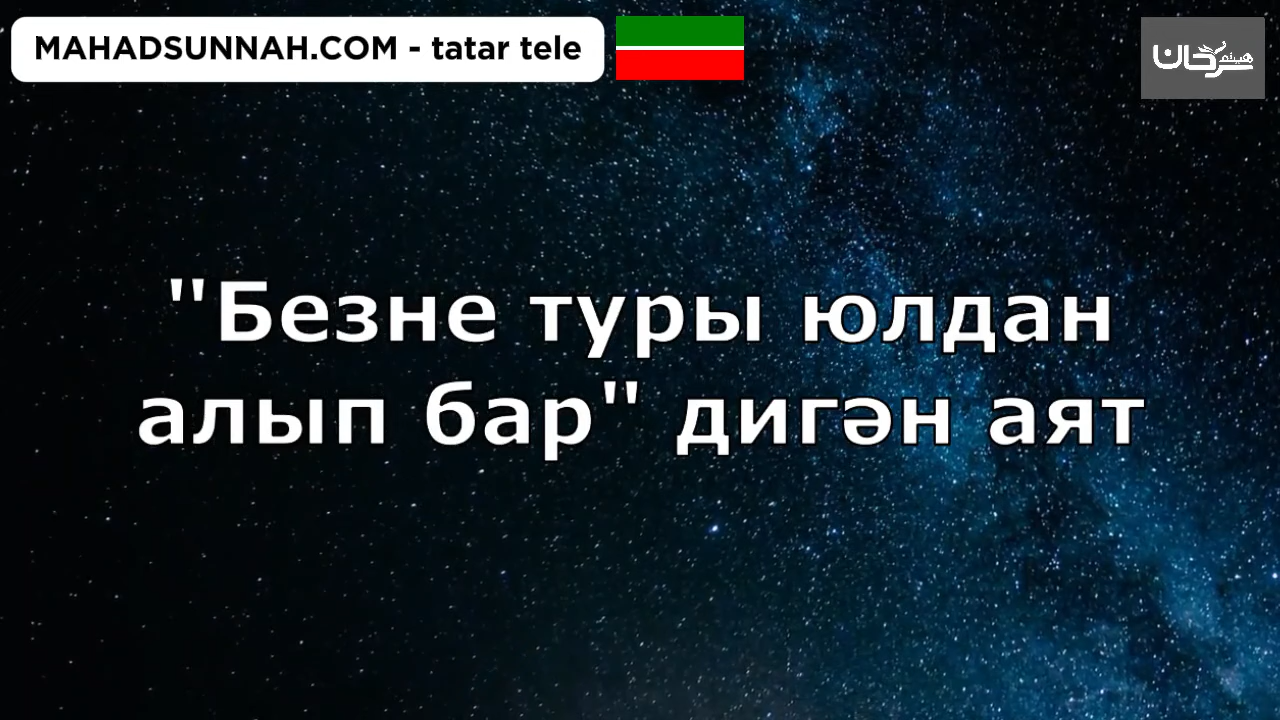 MAHADSUNNAH.COM - tatar tele
"Безне туры юлдан
алып бар" дигән аят